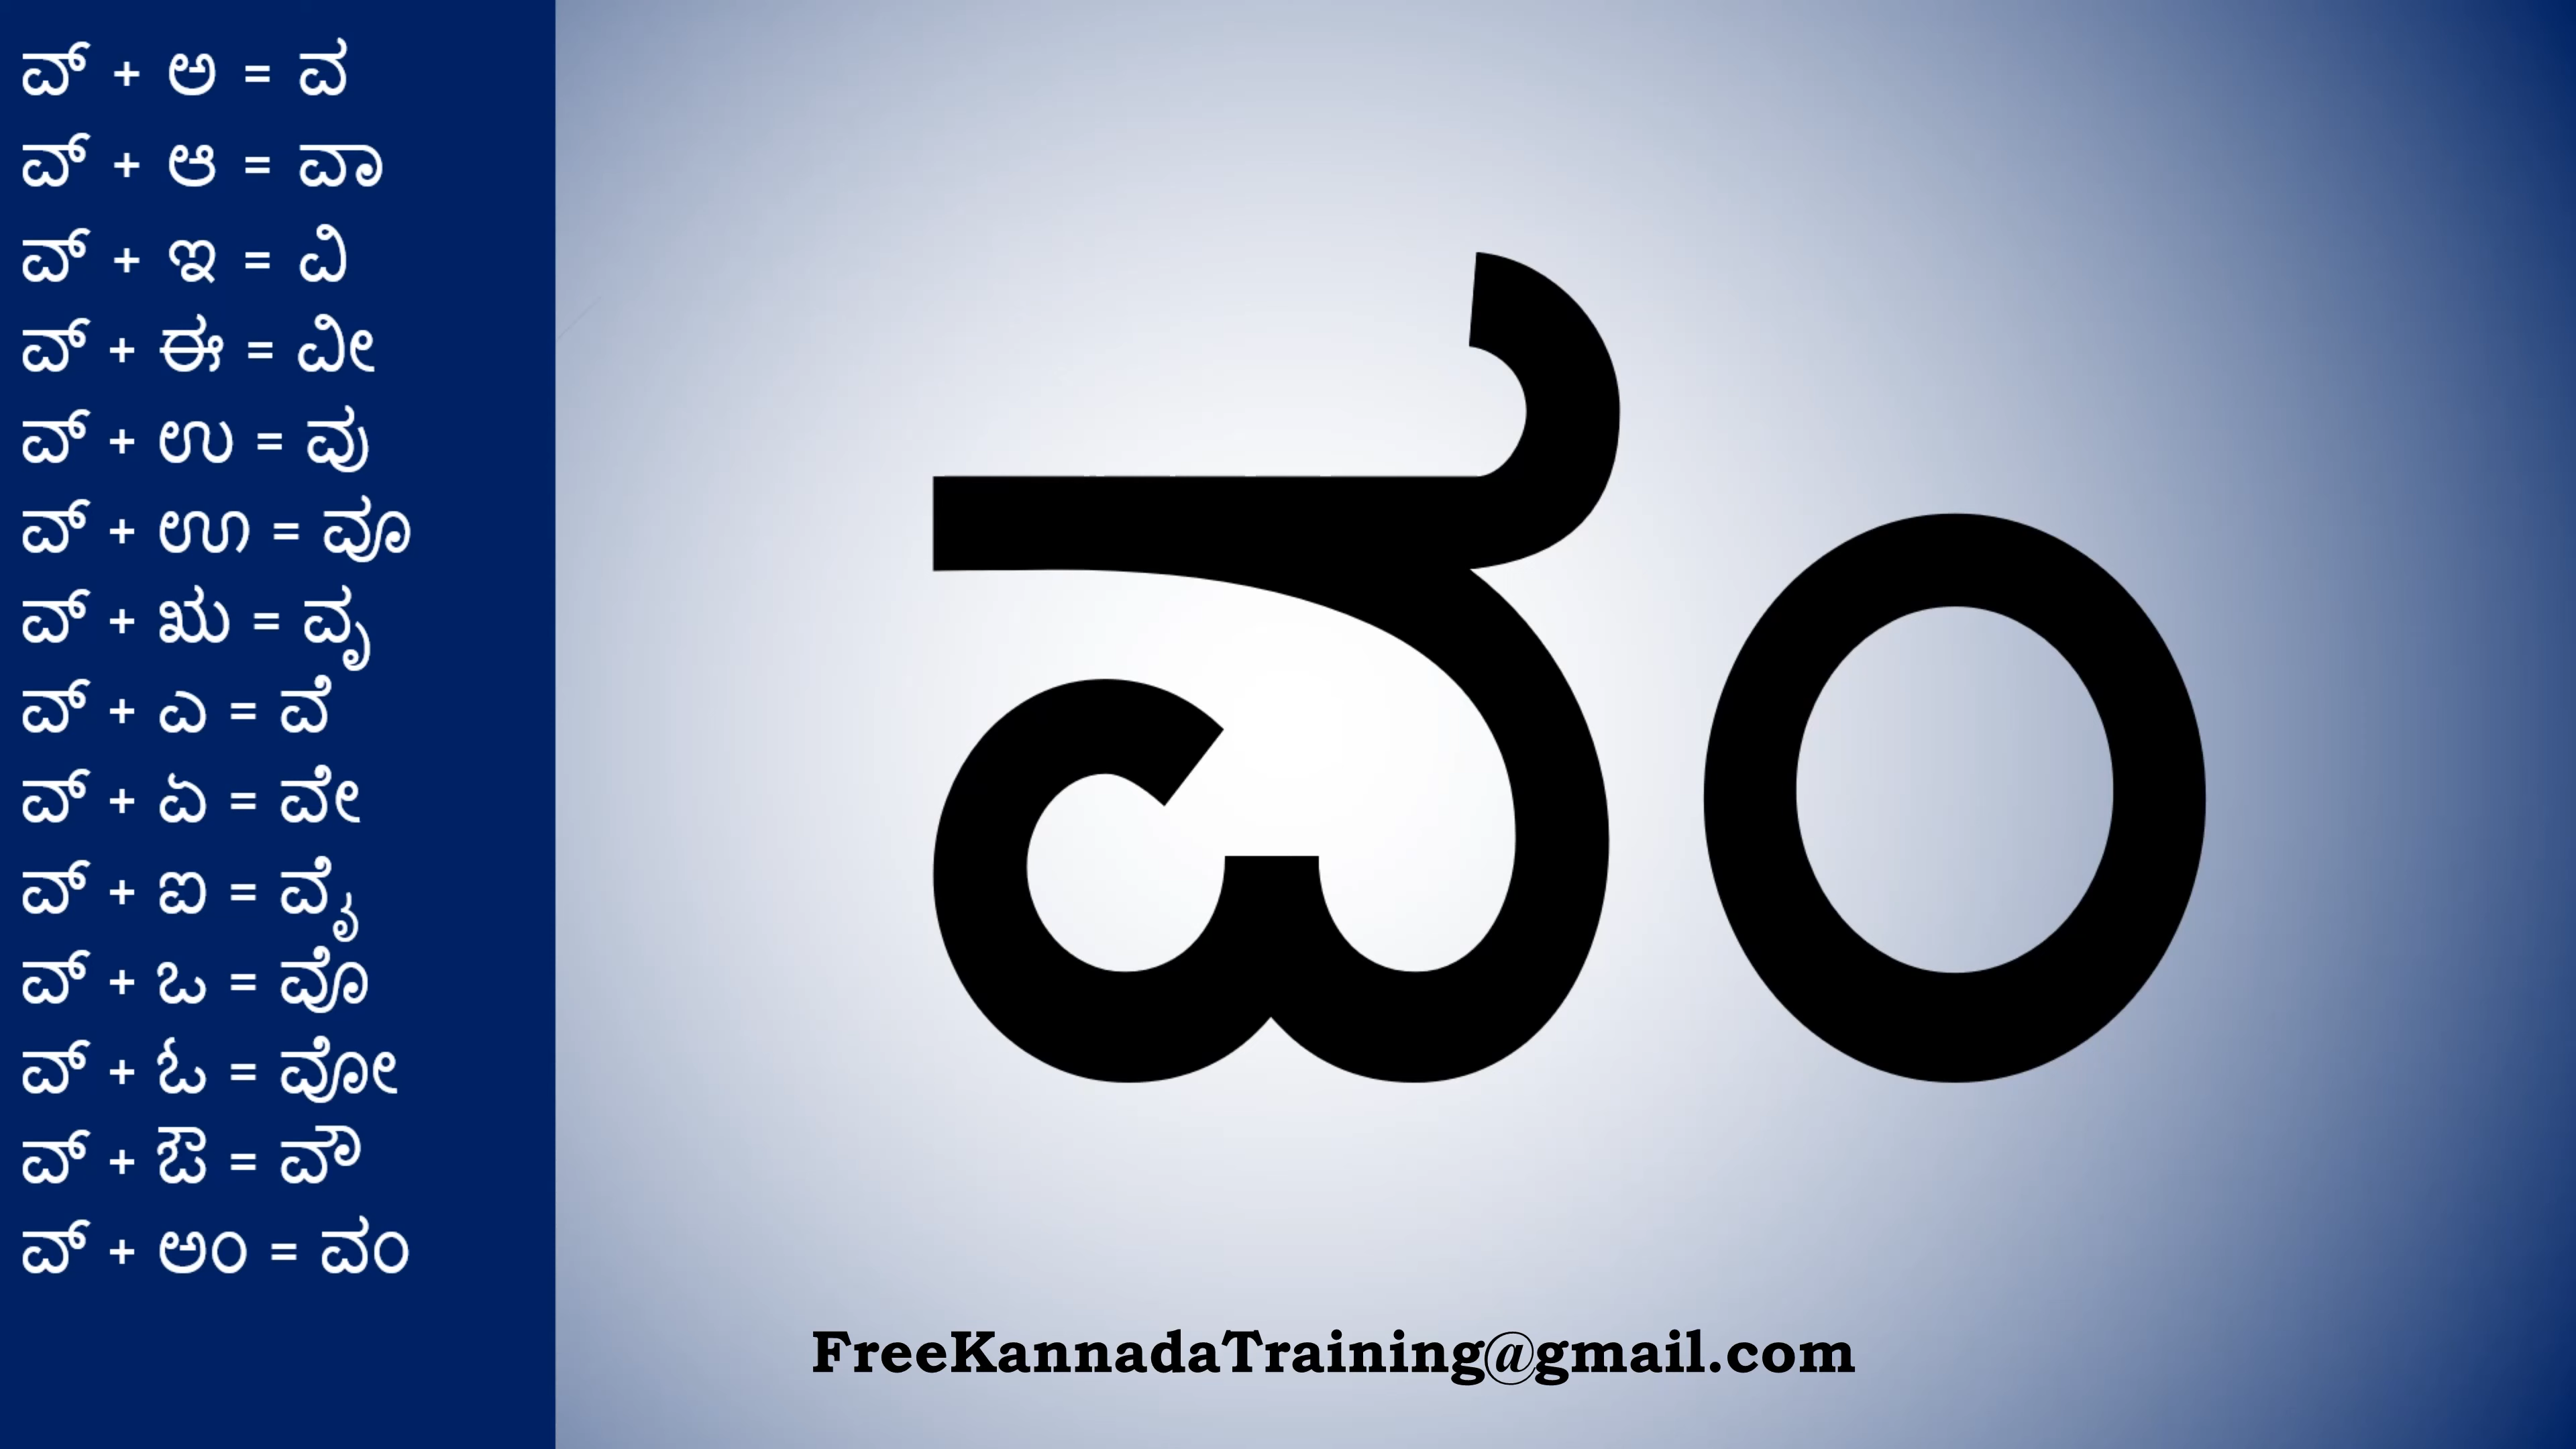 ವ್ + ಅ = ವ
ವ್ + ಆ = ವಾ
ವ್ + ಇ = ವಿ
ವ್ + ಈ = ವೀ
ವ್ + ಉ = ವು
ವ್ + ಊ = ವೂ
ವ್ + ಋ = ವೃ
ವ್ + ಎ = ವೆ
ವ್ + ಏ = ವೇ
ವ್ + ಐ = ವೈ
ವ್ + ಒ = ವೊ
ವ್ + ಓ = ವೋ
ವ್ + ಔ = ವೌ
ವ್ + ಅಂ = ವಂ
ವಂ
FreeKannadaTraining@gmail.com